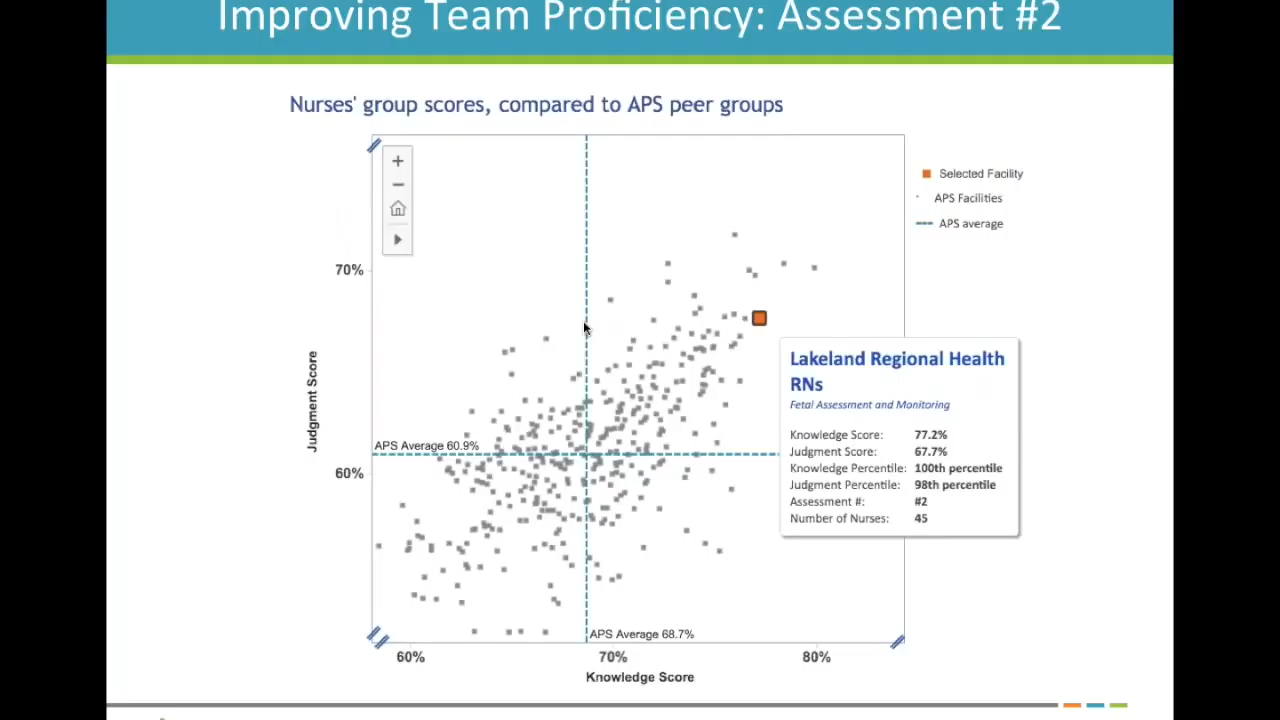 Improving Team Proficiency: Assessment #2
Nurses' group scores, compared to APS peer groups
Selected Facility
APS Facilities
APS average
70%
Judgment Score
APS Average 60.9%
60%
Lakeland Regional Health
RNs
Fetal Assessment and Monitoring
Knowledge Score: 77.2%
Judgment Score: 67.7%
Knowledge Percentile: 100th percentile
Judgment Percentile: 98th percentile
Assessment #: #2
Number of Nurses: 45
APS Average 68.7%
60% 70% 80%
Knowledge Score